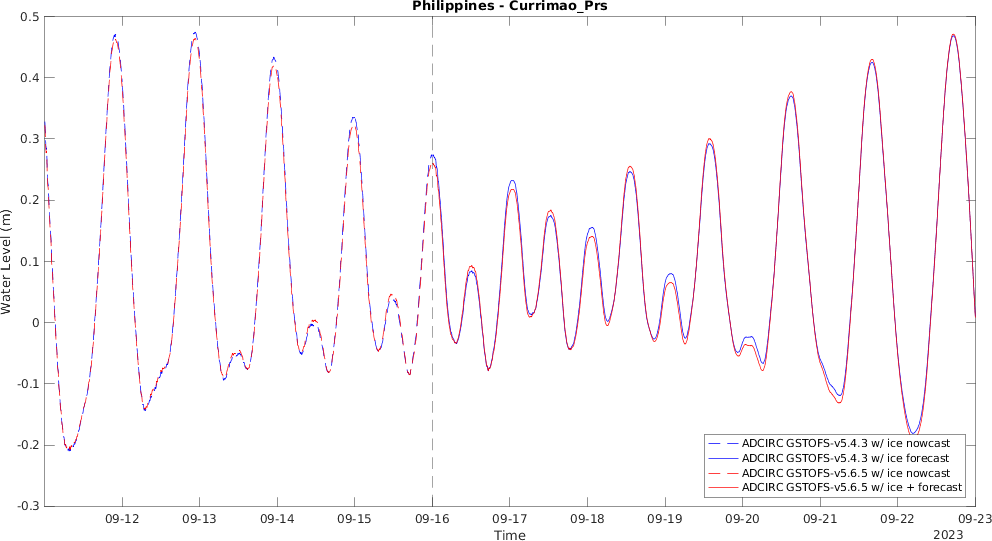 Philippines - Currimao_Prs
0.5
0.4
0.3
0.2
0.1
0
-0.1
-0.2
-0.3
Water Level (m)
ADCIRC GSTOFS-v5.4.3 w/ ice nowcast
ADCIRC GSTOFS-v5.4.3 w/ ice forecast
ADCIRC GSTOFS-v5.6.5 w/ ice nowcast
ADCIRC GSTOFS-v5.6.5 w/ ice + forecast
09-12 09-13 09-14 09-15 09-16 09-17 09-18 09-19 09-20 09-21 09-22 09-23
Time
2023